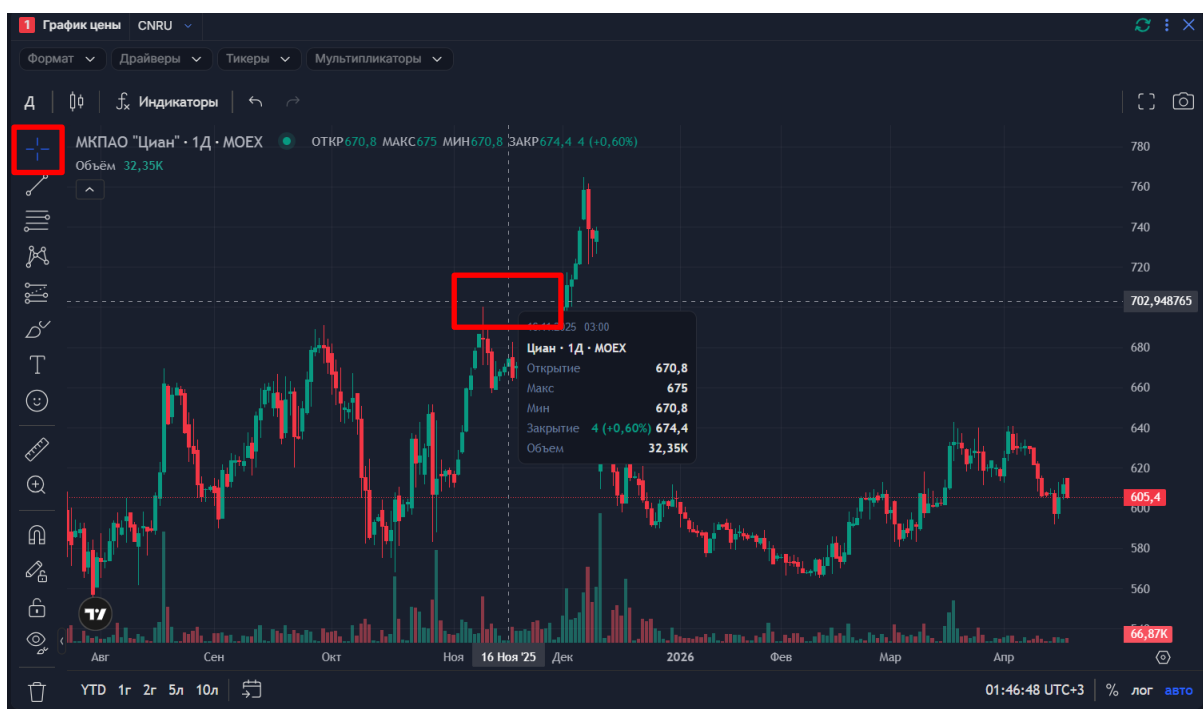 1 График цены CNRU
Формат Драйверы Тикеры Мультипликаторы
Д Индикаторы
МКПАО "Циан" · 1Д · MOEX ОТКР670,8 МАКС675 МИН670,8 ЗАКР674,4 4 (+0,60%)
Объём 32,35K
780
760
740
720
702,948765
680
660
640
620
605,4
600
580
560
66,87K
16.11.2025 03:00
Циан · 1Д · MOEX
Открытие 670,8
Макс 675
Мин 670,8
Закрытие 4 (+0,60%) 674,4
Объем 32,35K
Авг Сен Окт Ноя 16 Ноя '25 Дек 2026 Фев Мар Апр
YTD 1г 2г 5л 10л 01:46:48 UTC+3 % лог авто